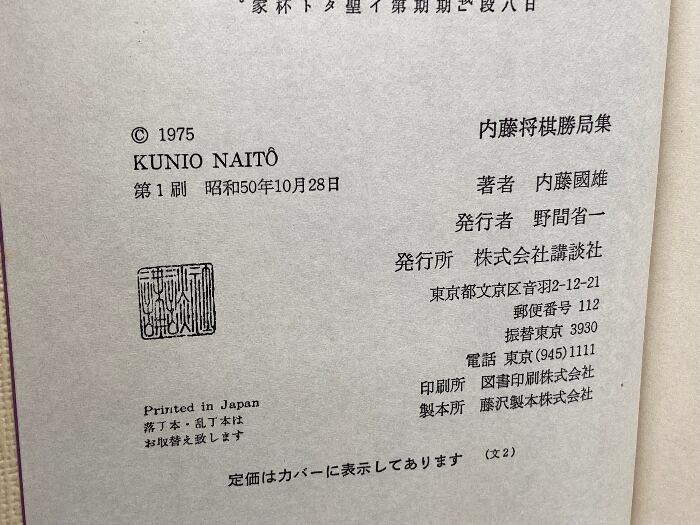 © 1975
KUNIO NAITÔ
第1刷 昭和50年10月28日
Printed in Japan
落丁本・乱丁本は
お取替え致します
内藤将棋勝局集
著者 内藤國雄
発行者 野間省一
発行所 株式会社講談社
東京都文京区音羽2-12-21
郵便番号 112
振替東京 3930
電話 東京(945)1111
印刷所 図書印刷株式会社
製本所 藤沢製本株式会社
定価はカバーに表示してあります (文2)